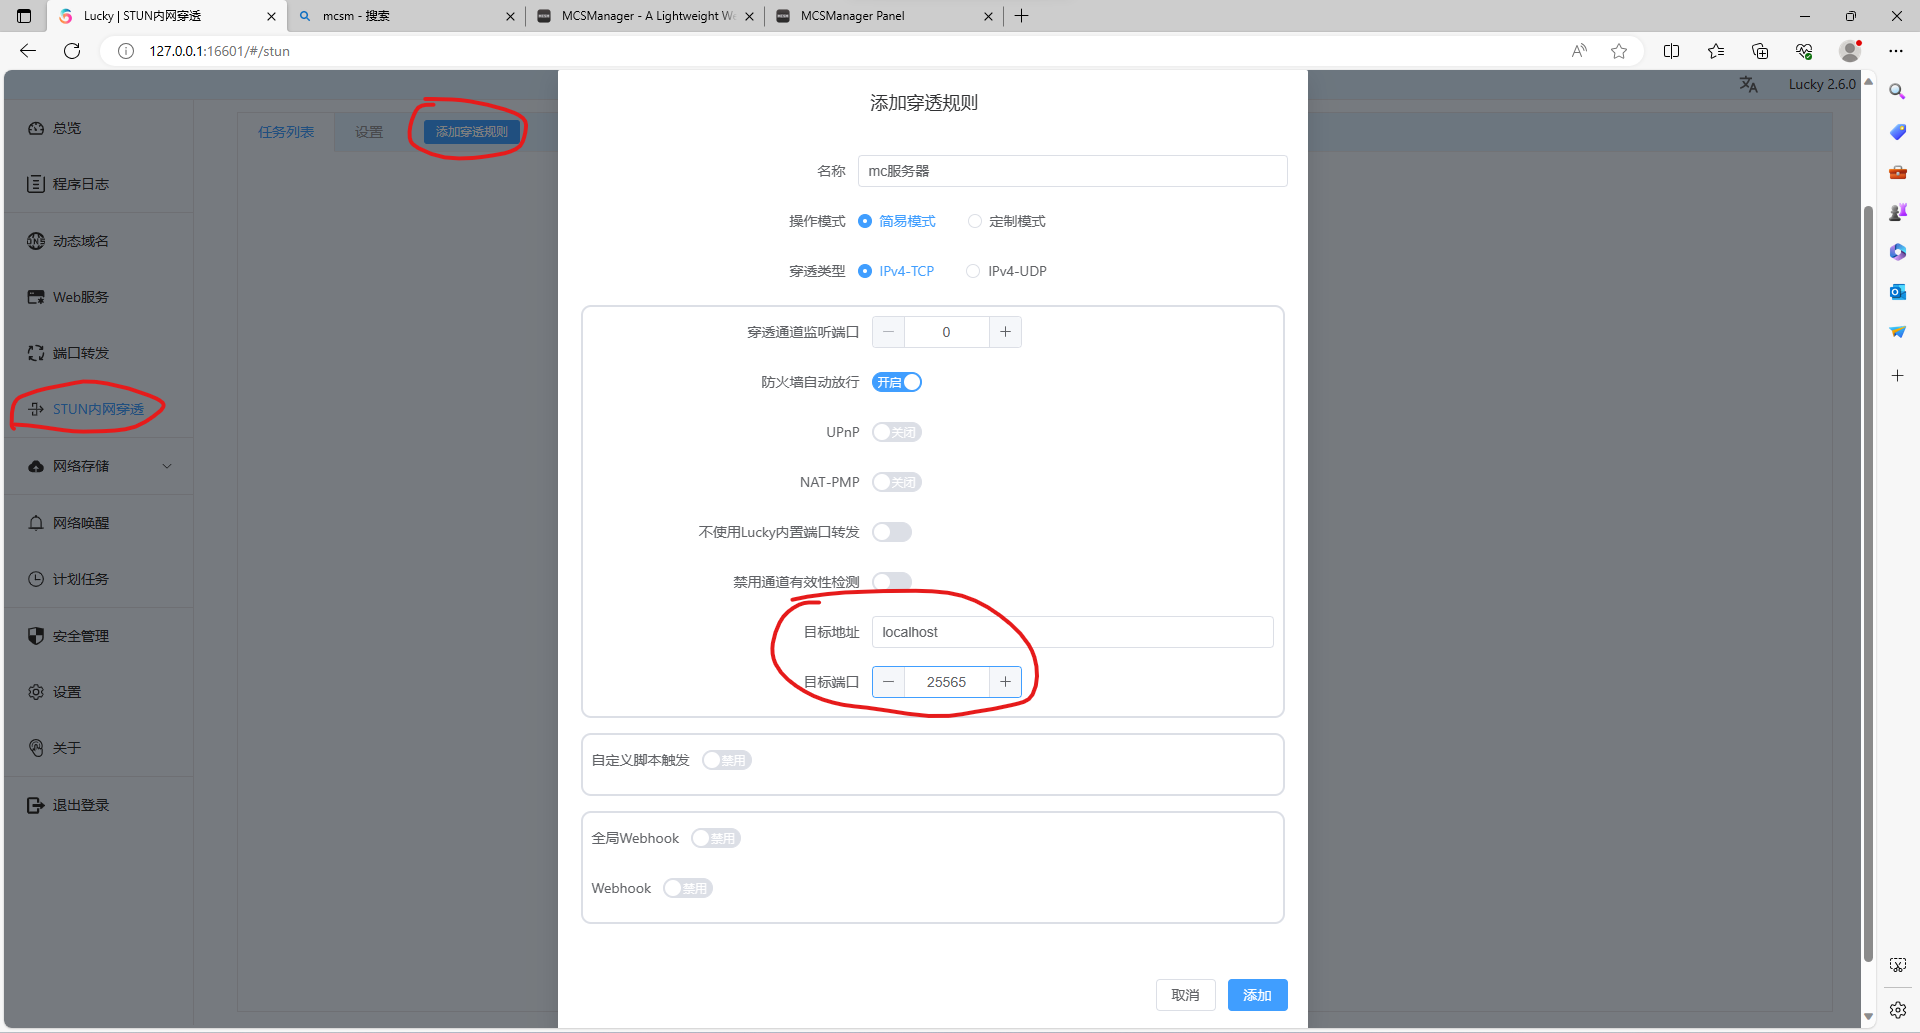 Lucky | STUN内网穿透
mcsm - 搜索
MCSManager - A Lightweight We
MCSManager Panel
127.0.0.1:16601/#/stun
Lucky 2.6.0
总览
程序日志
动态域名
Web服务
端口转发
STUN内网穿透
网络存储
网络唤醒
计划任务
安全管理
设置
关于
退出登录
任务列表 设置 添加穿透规则
添加穿透规则
名称 mc服务器
操作模式 简易模式 定制模式
穿透类型 IPv4-TCP IPv4-UDP
穿透通道监听端口 0
防火墙自动放行 开启
UPnP 关闭
NAT-PMP 关闭
不使用Lucky内置端口转发
禁用通道有效性检测
目标地址 localhost
目标端口 25565
自定义脚本触发 禁用
全局Webhook 禁用
Webhook 禁用
取消 添加